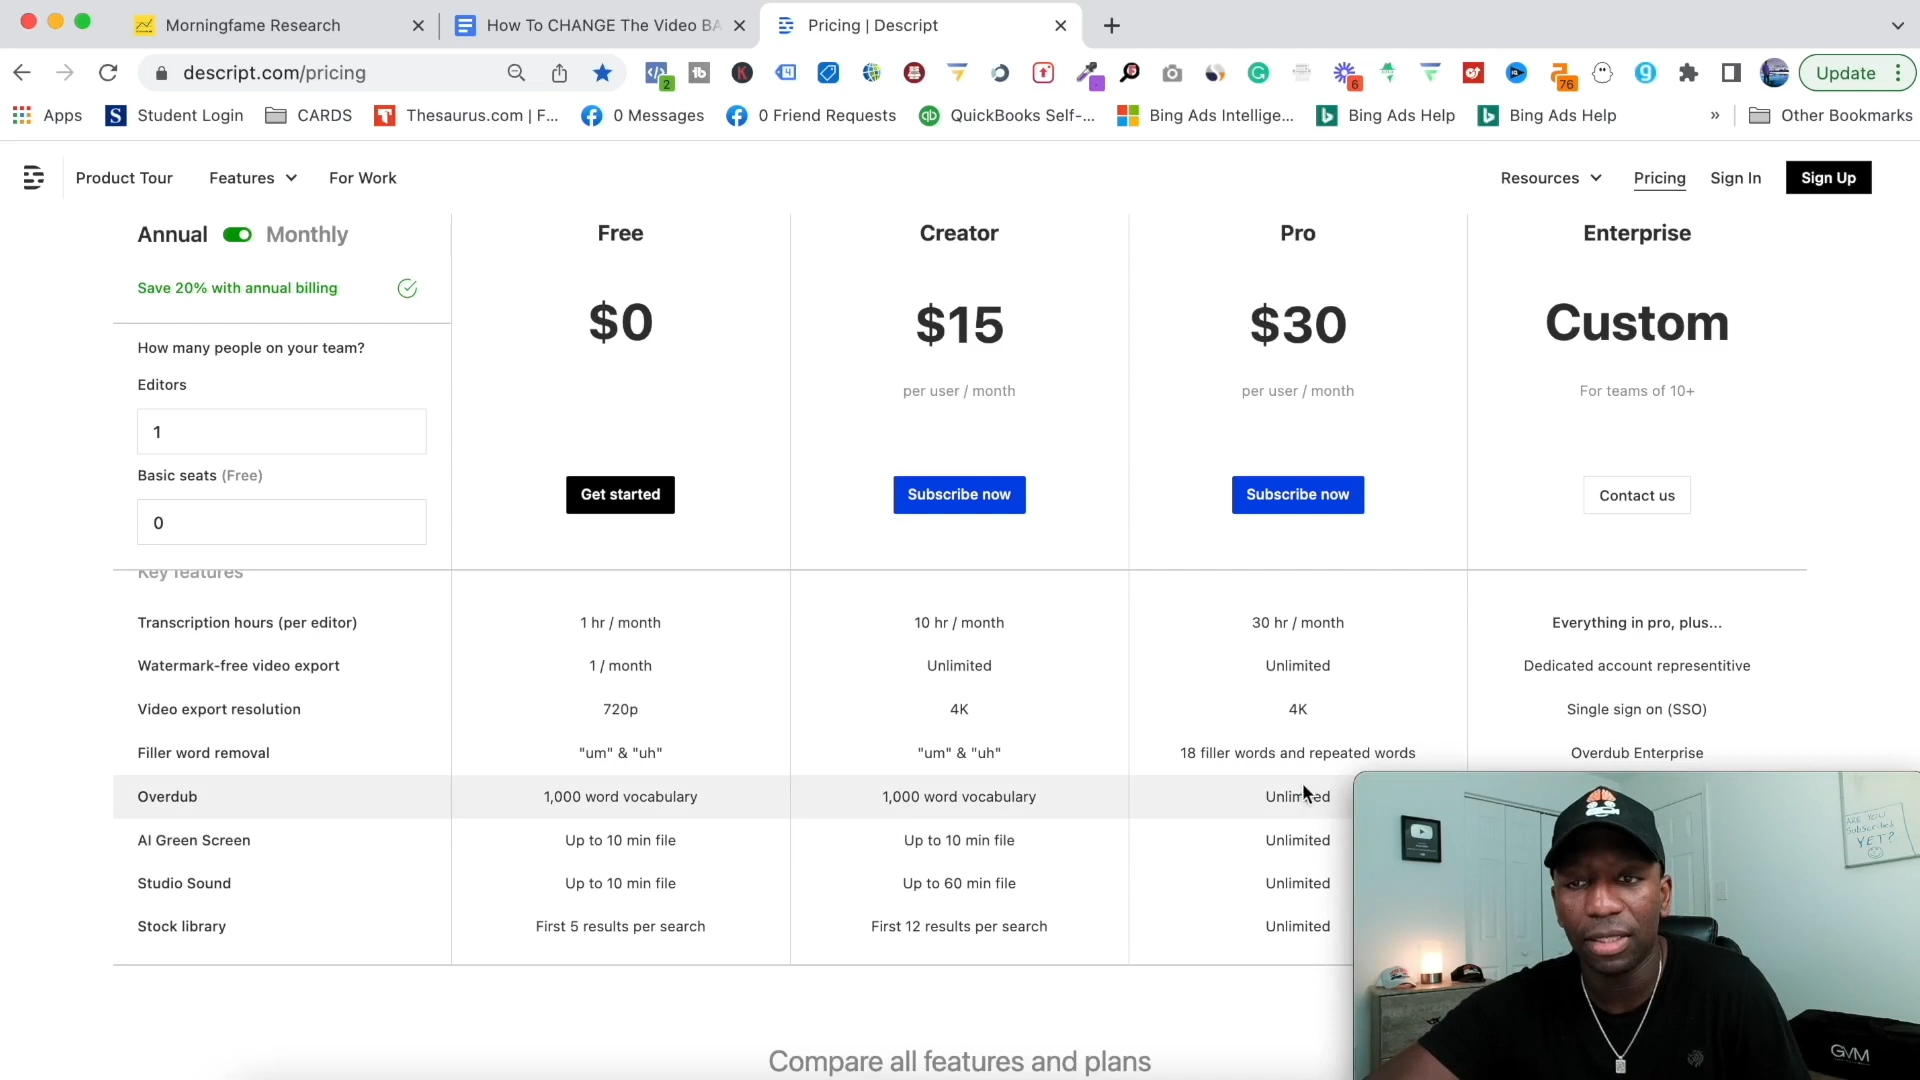 Morningfame Research
How To CHANGE The Video BA
Pricing | Descript
descript.com/pricing
2
4
6
76
Update
Apps
Student Login
CARDS
Thesaurus.com | F...
0 Messages
0 Friend Requests
QuickBooks Self-...
Bing Ads Intellige...
Bing Ads Help
Bing Ads Help
»
Other Bookmarks
Product Tour
Features
For Work
Resources
Pricing
Sign In
Sign Up
Annual
Monthly
Free
Creator
Pro
Enterprise
Save 20% with annual billing
$0
$15
$30
Custom
How many people on your team?
Editors
per user / month
per user / month
For teams of 10+
1
Basic seats (Free)
0
Get started
Subscribe now
Subscribe now
Contact us
Key features
Transcription hours (per editor)
1 hr / month
10 hr / month
30 hr / month
Everything in pro, plus...
Watermark-free video export
1 / month
Unlimited
Unlimited
Dedicated account representitive
Video export resolution
720p
4K
4K
Single sign on (SSO)
Filler word removal
"um" & "uh"
"um" & "uh"
18 filler words and repeated words
Overdub Enterprise
Overdub
1,000 word vocabulary
1,000 word vocabulary
Unlimited
AI Green Screen
Up to 10 min file
Up to 10 min file
Unlimited
Studio Sound
Up to 10 min file
Up to 60 min file
Unlimited
Stock library
First 5 results per search
First 12 results per search
Unlimited
ARE YOU
Subscribed
YET?
GVM
Compare all features and plans